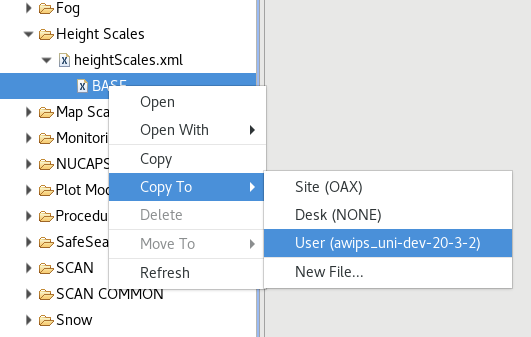 Fog
Height Scales
heightScales.xml
BASE
Open
Map Sca
Open With
Monitori
NUCAPS
Copy
Plot Mod
Copy To
Site (OAX)
Procedu
Delete
Desk (NONE)
SafeSea
Move To
User (awips_uni-dev-20-3-2)
SCAN
Refresh
New File...
SCAN COMMON
Snow